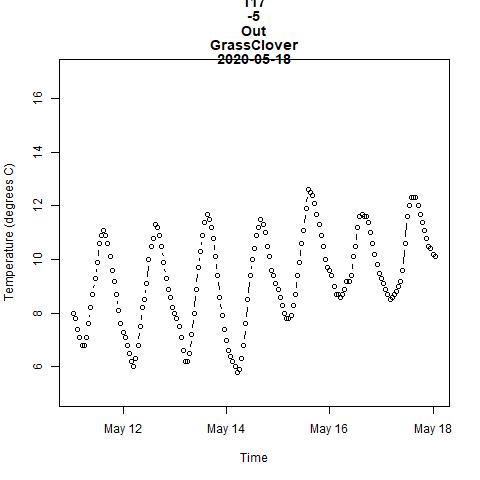 117
-5
Out
GrassClover
2020-05-18
Temperature (degrees C)
16
14
12
10
8
6
May 12
May 14
May 16
May 18
Time